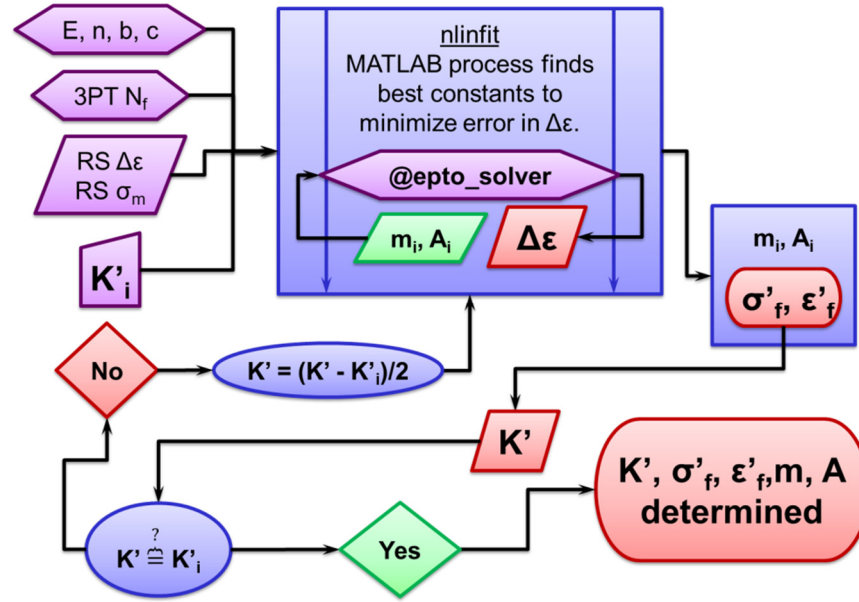 E, n, b, c
3PT N_f
RS Δε
RS σ_m
K'_i
nlinfit
MATLAB process finds
best constants to
minimize error in Δε.
@epto_solver
m_i, A_i
Δε
m_i, A_i
σ'_f, ε'_f
No
K' = (K' - K'_i)/2
K'
K' ≟ K'_i
Yes
K', σ'_f, ε'_f,m, A
determined